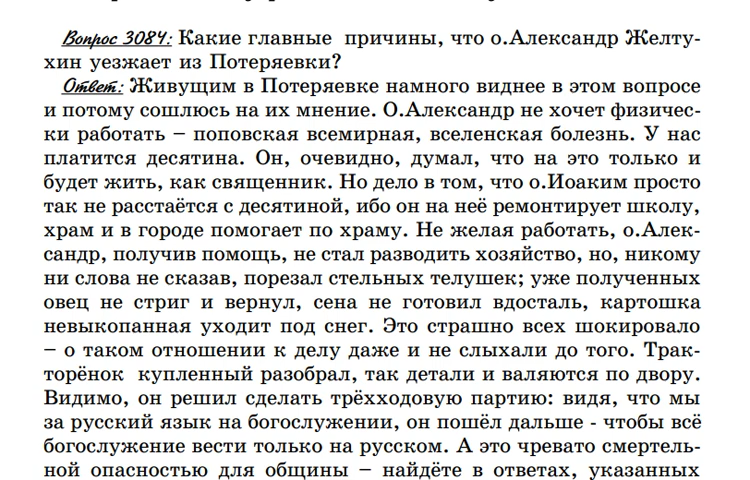 Вопрос 3084: Какие главные причины, что о.Александр Желту-
хин уезжает из Потеряевки?
Ответ: Живущим в Потеряевке намного виднее в этом вопросе
и потому сошлюсь на их мнение. О.Александр не хочет физичес-
ки работать – поповская всемирная, вселенская болезнь. У нас
платится десятина. Он, очевидно, думал, что на это только и
будет жить, как священник. Но дело в том, что о.Иоаким просто
так не расстаётся с десятиной, ибо он на неё ремонтирует школу,
храм и в городе помогает по храму. Не желая работать, о.Алек-
сандр, получив помощь, не стал разводить хозяйство, но, никому
ни слова не сказав, порезал стельных телушек; уже полученных
овец не стриг и вернул, сена не готовил вдосталь, картошка
невыкопанная уходит под снег. Это страшно всех шокировало
– о таком отношении к делу даже и не слыхали до того. Трак-
торёнок купленный разобрал, так детали и валяются по двору.
Видимо, он решил сделать трёхходовую партию: видя, что мы
за русский язык на богослужении, он пошёл дальше - чтобы всё
богослужение вести только на русском. А это чревато смертель-
ной опасностью для общины – найдёте в ответах, указанных